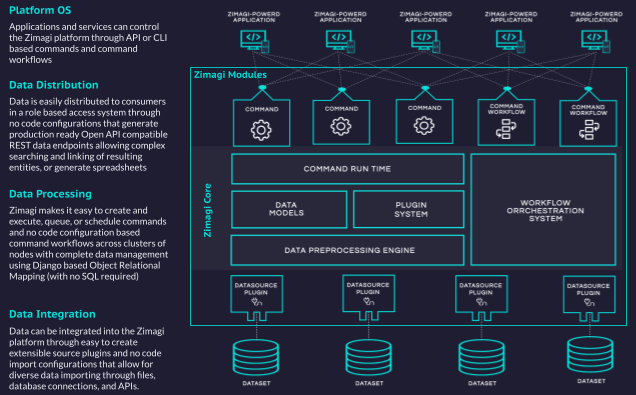 Platform OS
Applications and services can control
the Zimagi platform through API or CLI
based commands and command
workflows
Data Distribution
Data is easily distributed to consumers
in a role based access system through
no code configurations that generate
production ready Open API compatible
REST data endpoints allowing complex
searching and linking of resulting
entities, or generate spreadsheets
Data Processing
Zimagi makes it easy to create and
execute, queue, or schedule commands
and no code configuration based
command workflows across clusters of
nodes with complete data management
using Django based Object Relational
Mapping (with no SQL required)
Data Integration
Data can be integrated into the Zimagi
platform through easy to create
extensible source plugins and no code
import configurations that allow for
diverse data importing through files,
database connections, and APIs.
ZIMAGI-POWERD
APPLICATION
ZIMAGI-POWERD
APPLICATION
ZIMAGI-POWERD
APPLICATION
ZIMAGI-POWERD
APPLICATION
ZIMAGI-POWERD
APPLICATION
Zimagi Modules
COMMAND
COMMAND
COMMAND
COMMAND
WORKFLOW
COMMAND
WORKFLOW
Zimagi Core
COMMAND RUN TIME
DATA
MODELS
PLUGIN
SYSTEM
DATA PREPROCESSING ENGINE
WORKFLOW
ORRCHESTRATION
SYSTEM
DATASOURCE
PLUGIN
DATASOURCE
PLUGIN
DATASOURCE
PLUGIN
DATASOURCE
PLUGIN
DATASET
DATASET
DATASET
DATASET